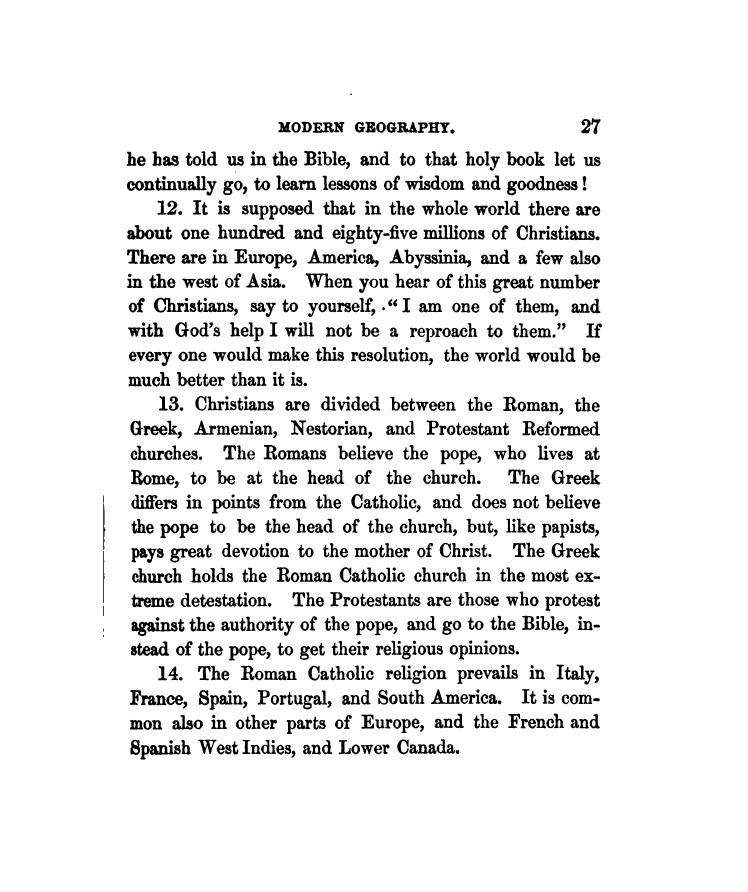 MODERN GEOGRAPHY. 27
he has told us in the Bible, and to that holy book let us
continually go, to learn lessons of wisdom and goodness!
12. It is supposed that in the whole world there are
about one hundred and eighty-five millions of Christians.
There are in Europe, America, Abyssinia, and a few also
in the west of Asia. When you hear of this great number
of Christians, say to yourself, "I am one of them, and
with God's help I will not be a reproach to them." If
every one would make this resolution, the world would be
much better than it is.
13. Christians are divided between the Roman, the
Greek, Armenian, Nestorian, and Protestant Reformed
churches. The Romans believe the pope, who lives at
Rome, to be at the head of the church. The Greek
differs in points from the Catholic, and does not believe
the pope to be the head of the church, but, like papists,
pays great devotion to the mother of Christ. The Greek
church holds the Roman Catholic church in the most ex-
treme detestation. The Protestants are those who protest
against the authority of the pope, and go to the Bible, in-
stead of the pope, to get their religious opinions.
14. The Roman Catholic religion prevails in Italy,
France, Spain, Portugal, and South America. It is com-
mon also in other parts of Europe, and the French and
Spanish West Indies, and Lower Canada.